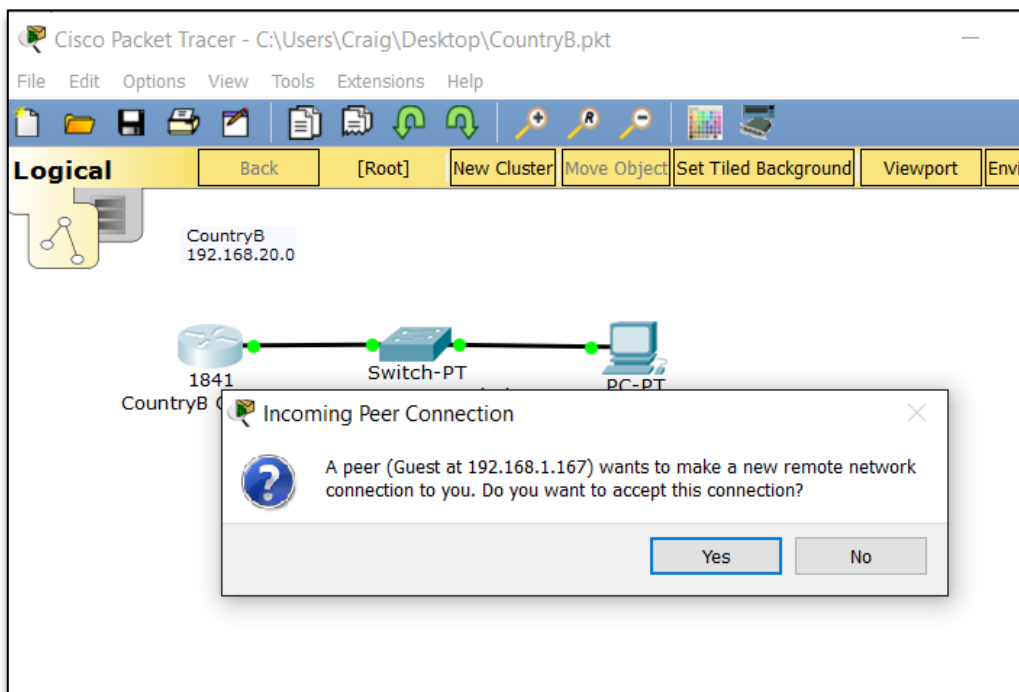 Cisco Packet Tracer - C:\Users\Craig\Desktop\CountryB.pkt
File Edit Options View Tools Extensions Help
Logical Back [Root] New Cluster Move Object Set Tiled Background Viewport Envi
CountryB
192.168.20.0
1841
Switch-PT
PC-PT
CountryB
Incoming Peer Connection
A peer (Guest at 192.168.1.167) wants to make a new remote network
connection to you. Do you want to accept this connection?
Yes No